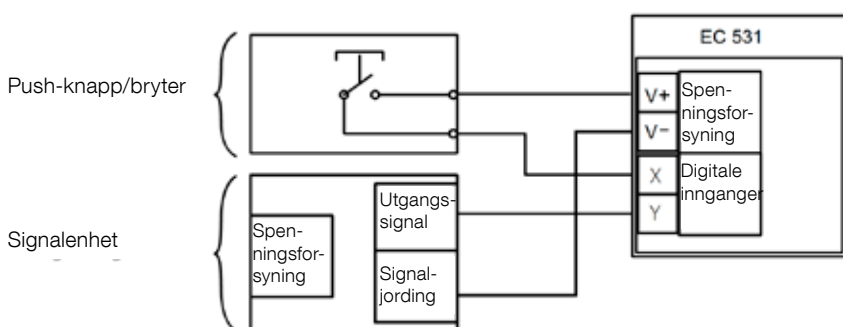 EC 531
Push-knapp/bryter
V+
Spen-
ningsfor-
syning
V-
X
Digitale
innganger
Y
Signalenhet
Spen-
ningsfor-
syning
Utgangs-
signal
Signal-
jording